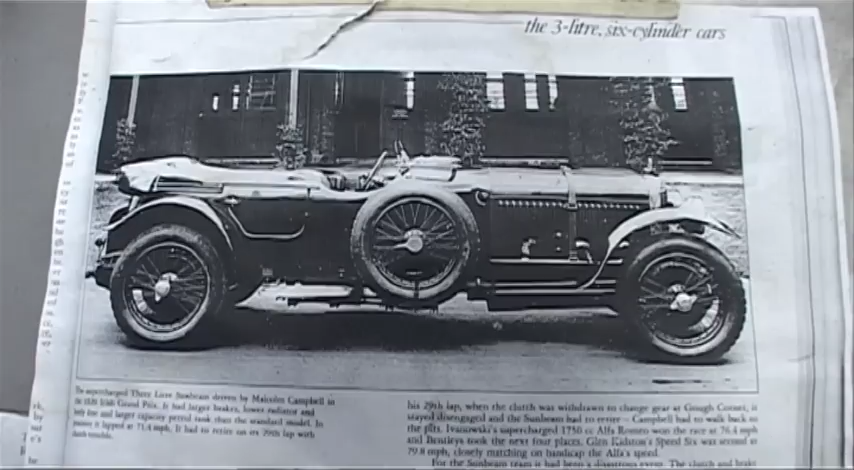 the 3-litre, six-cylinder cars
The supercharged Three Litre Sunbeam driven by Malcolm Campbell in
the 1930 Irish Grand Prix. It had larger brakes, lower radiator and
body line and larger capacity petrol tank than the standard model. In
it lapped at 71.4 mph. It had to retire on its 29th lap with
clutch trouble.
his 29th lap, when the clutch was withdrawn to change gear at Gough Corner, it
stayed disengaged and the Sunbeam had to retire – Campbell had to walk back to
the pits. Ivanowski's supercharged 1750 cc Alfa Romeo won the race at 76.4 mph
and Bentleys took the next four places, Glen Kidston's Speed Six was second at
79.8 mph, closely matching on handicap the Alfa's speed.
For the Sunbeam team it had been a disastrous event. The clutch and brake